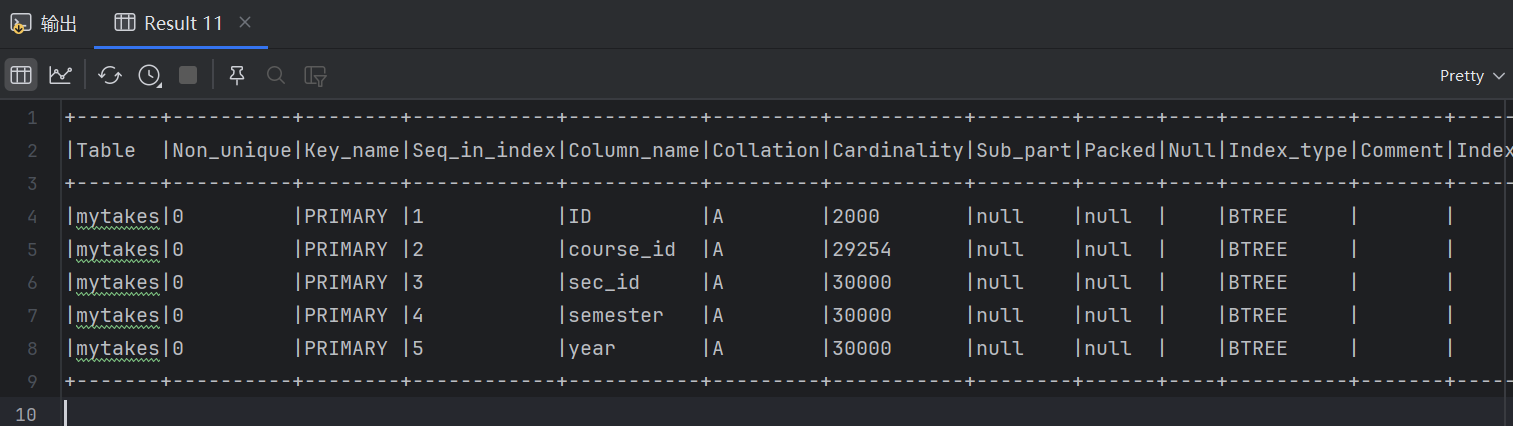 输出 Result 11
Pretty
1 +-------+----------+--------+------------+-----------+---------+-----------+--------+------+----+----------+-------+-----
2 |Table  |Non_unique|Key_name|Seq_in_index|Column_name|Collation|Cardinality|Sub_part|Packed|Null|Index_type|Comment|Index
3 +-------+----------+--------+------------+-----------+---------+-----------+--------+------+----+----------+-------+-----
4 |mytakes|0         |PRIMARY |1           |ID         |A        |2000       |null    |null  |    |BTREE     |       |
5 |mytakes|0         |PRIMARY |2           |course_id  |A        |29254      |null    |null  |    |BTREE     |       |
6 |mytakes|0         |PRIMARY |3           |sec_id     |A        |30000      |null    |null  |    |BTREE     |       |
7 |mytakes|0         |PRIMARY |4           |semester   |A        |30000      |null    |null  |    |BTREE     |       |
8 |mytakes|0         |PRIMARY |5           |year       |A        |30000      |null    |null  |    |BTREE     |       |
9 +-------+----------+--------+------------+-----------+---------+-----------+--------+------+----+----------+-------+-----
10